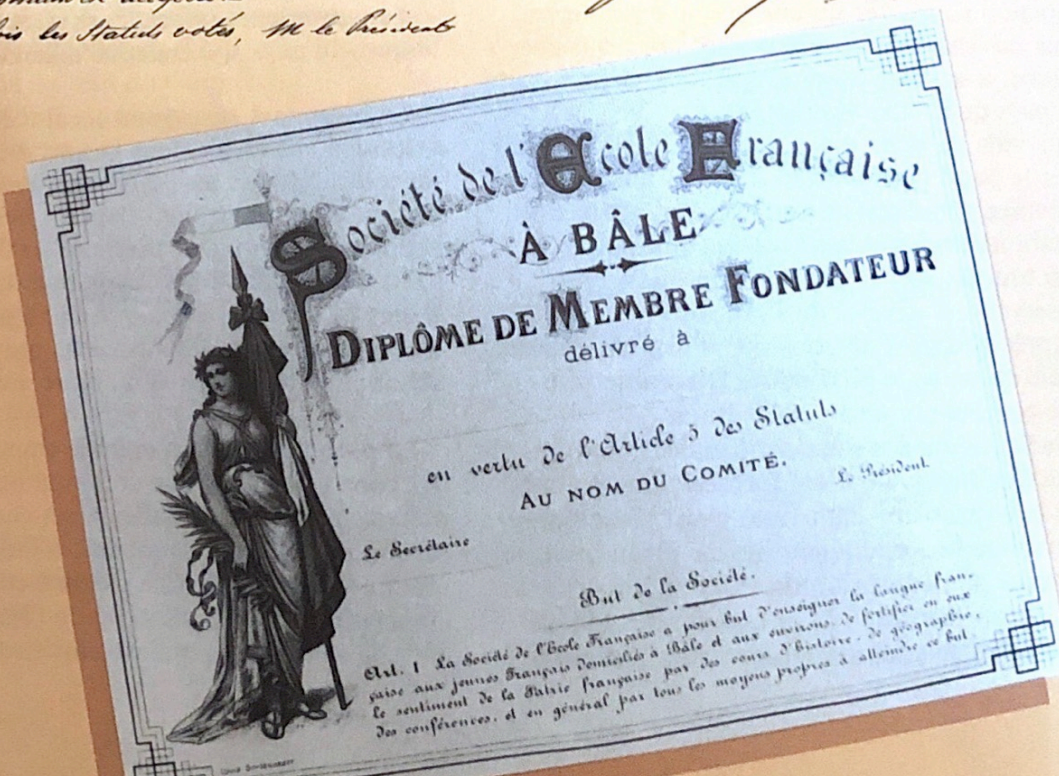 les Statuts votés, M le Président
Société de l'Ecole Française
À BÂLE
DIPLÔME DE MEMBRE FONDATEUR
délivré à
en vertu de l'Article 5 des Statuts
AU NOM DU COMITÉ.
Le Président
Le Secrétaire
But de la Société.
Art. 1 La Société de l'Ecole Française a pour but d'enseigner la langue fran-
çaise aux jeunes Français domiciliés à Bâle et aux environs, de fortifier en eux
le sentiment de la Patrie française par des cours d'histoire, de géographie,
des conférences, et en général par tous les moyens propres à atteindre ce but.